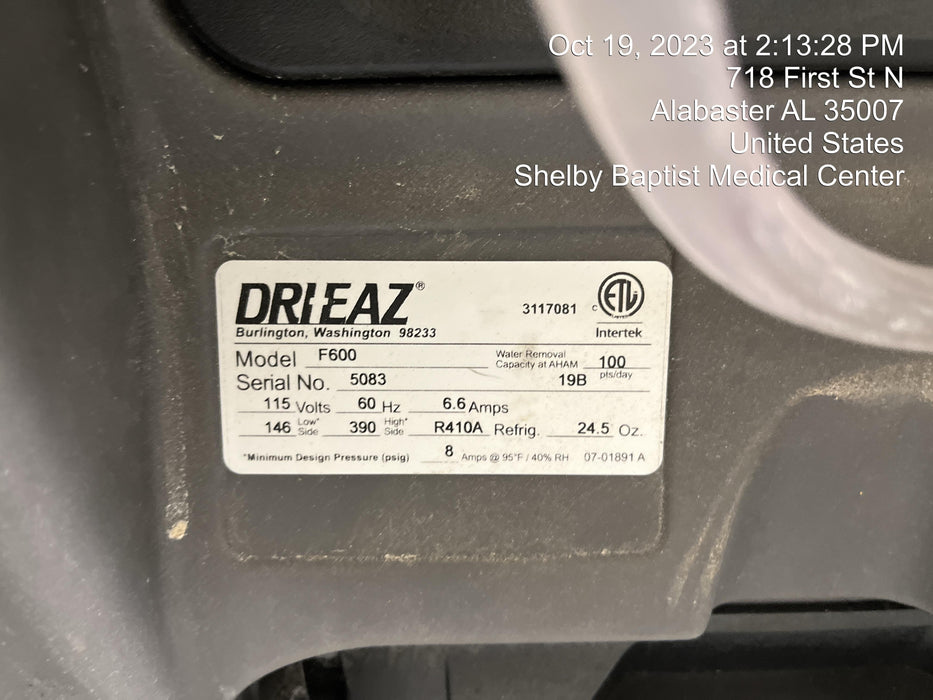 Oct 19, 2023 at 2:13:28 PM
718 First St N
Alabaster AL 35007
United States
Shelby Baptist Medical Center
DRI-EAZ®
3117081 c ETL
Burlington, Washington 98233 Intertek
Model F600 Water Removal Capacity at AHAM 100 pts/day
Serial No. 5083 19B
115 Volts 60 Hz 6.6 Amps
146 Low* Side 390 High* Side R410A Refrig. 24.5 Oz.
*Minimum Design Pressure (psig) 8 Amps @ 95°F / 40% RH 07-01891 A